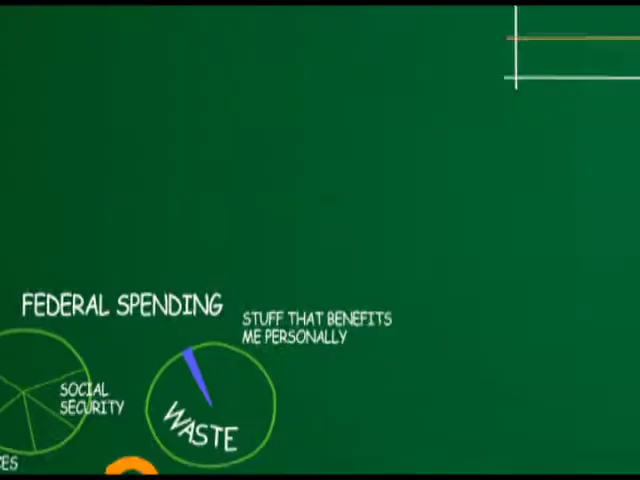 FEDERAL SPENDING
STUFF THAT BENEFITS
ME PERSONALLY
SOCIAL
SECURITY
WASTE